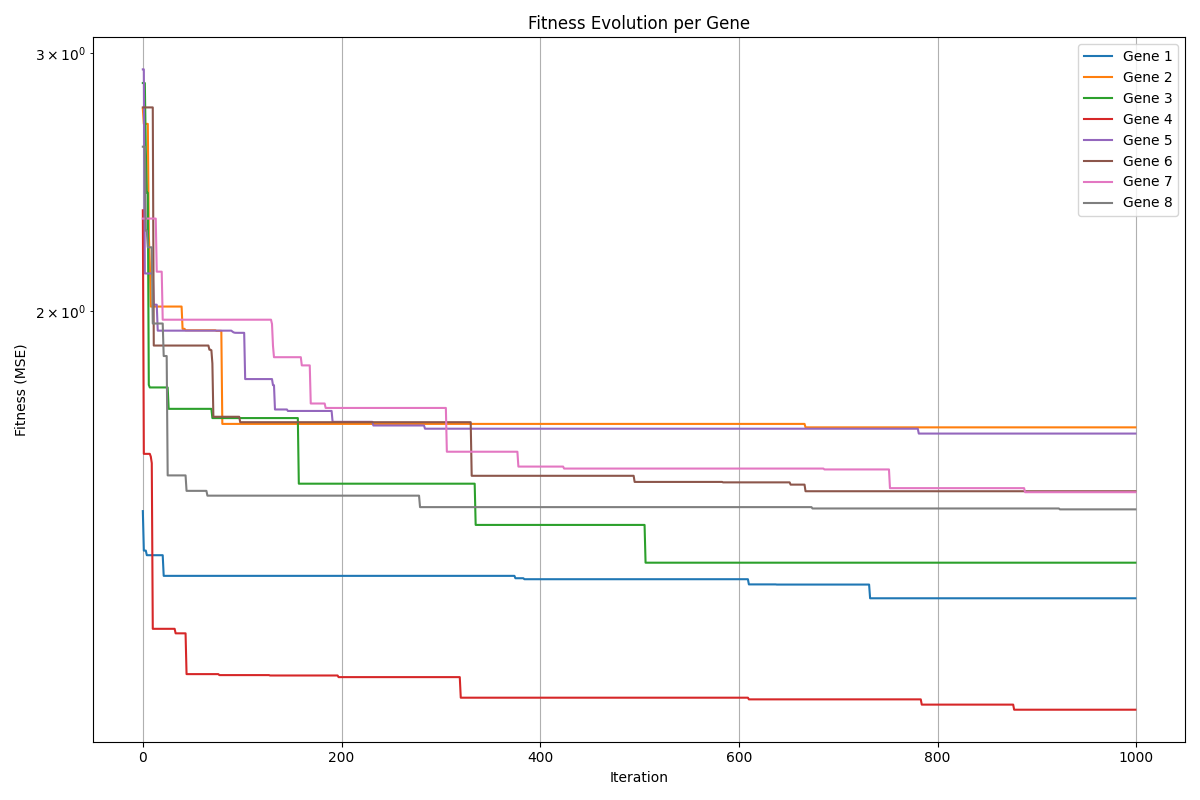 Fitness Evolution per Gene
3 × 10⁰
2 × 10⁰
Fitness (MSE)
Gene 1
Gene 2
Gene 3
Gene 4
Gene 5
Gene 6
Gene 7
Gene 8
0 200 400 600 800 1000
Iteration